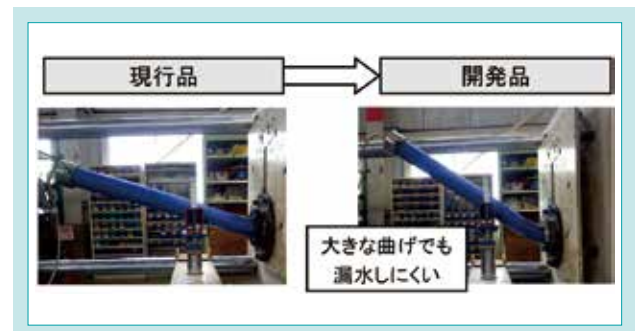 現行品
開発品
大きな曲げでも
漏水しにくい